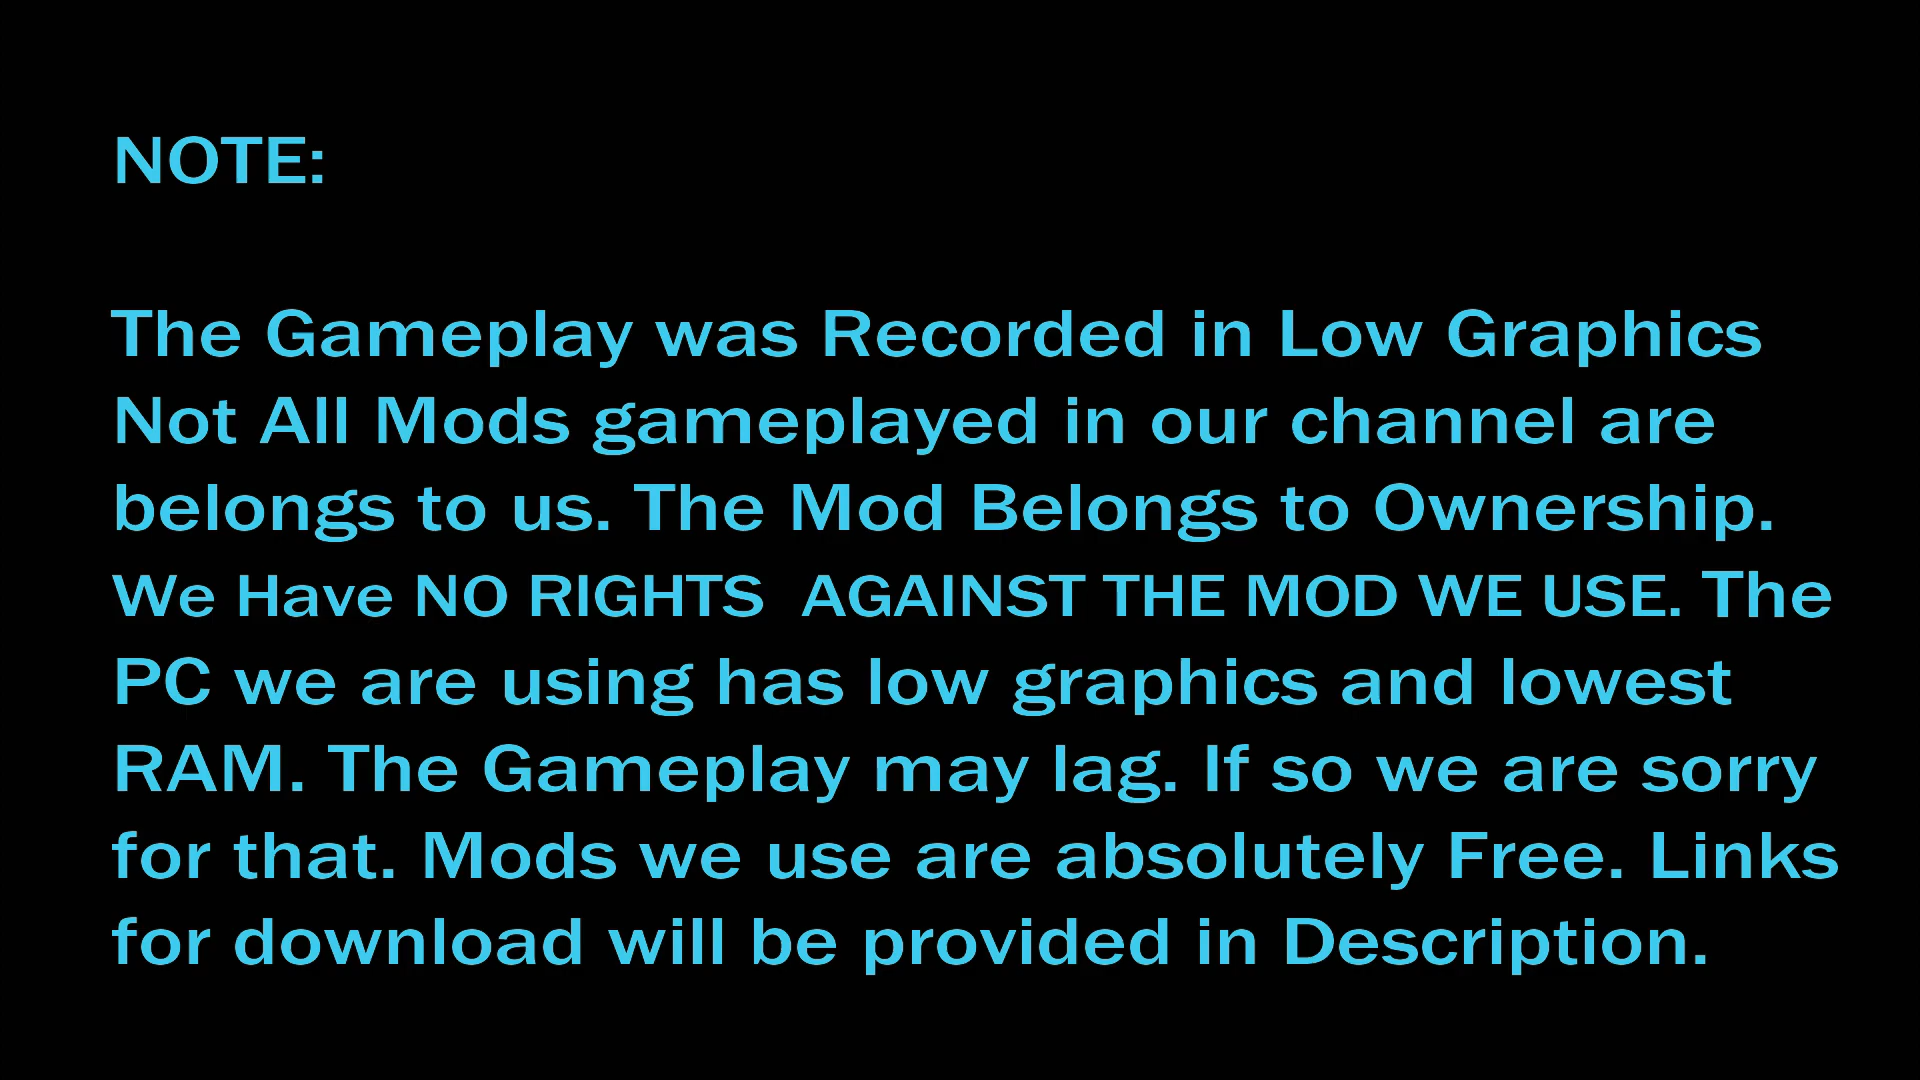 NOTE:
The Gameplay was Recorded in Low Graphics
Not All Mods gameplayed in our channel are
belongs to us. The Mod Belongs to Ownership.
We Have NO RIGHTS  AGAINST THE MOD WE USE. The
PC we are using has low graphics and lowest
RAM. The Gameplay may lag. If so we are sorry
for that. Mods we use are absolutely Free. Links
for download will be provided in Description.